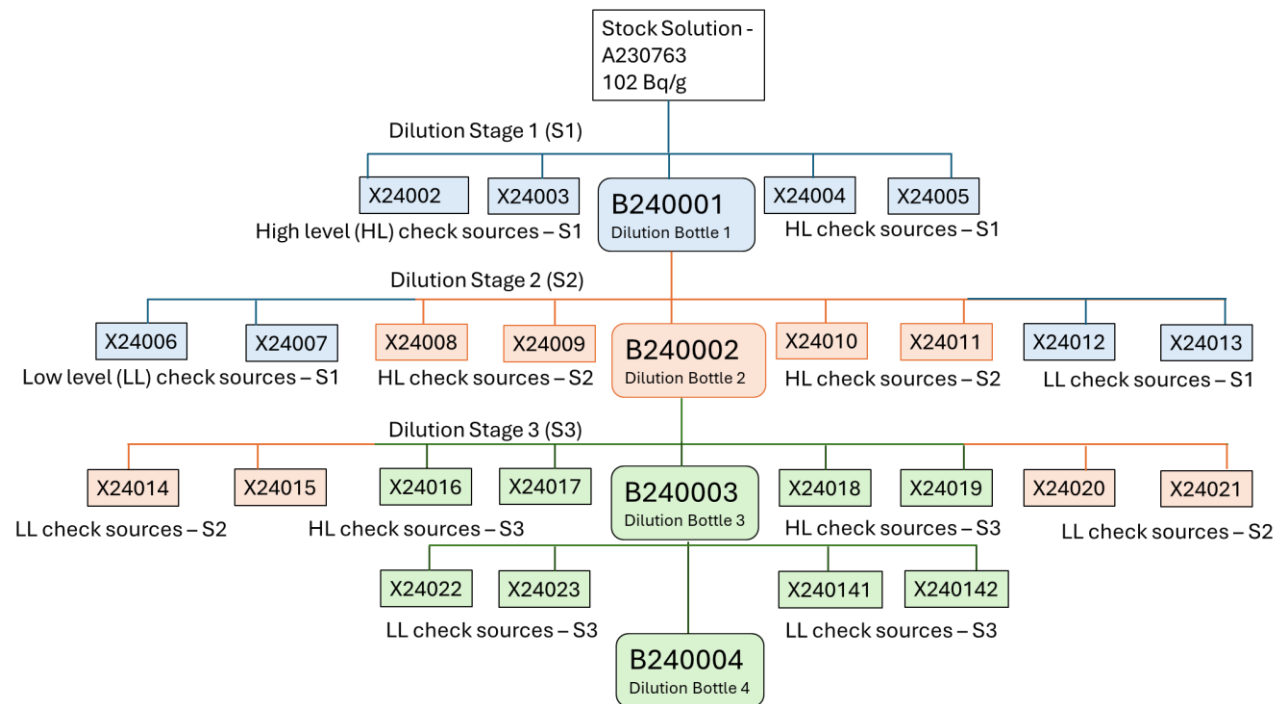 Stock Solution -
A230763
102 Bq/g
Dilution Stage 1 (S1)
X24002
X24003
B240001
Dilution Bottle 1
X24004
X24005
High level (HL) check sources – S1
HL check sources – S1
Dilution Stage 2 (S2)
X24006
X24007
X24008
X24009
B240002
Dilution Bottle 2
X24010
X24011
X24012
X24013
Low level (LL) check sources – S1
HL check sources – S2
HL check sources – S2
LL check sources – S1
Dilution Stage 3 (S3)
X24014
X24015
X24016
X24017
B240003
Dilution Bottle 3
X24018
X24019
X24020
X24021
LL check sources – S2
HL check sources – S3
HL check sources – S3
LL check sources – S2
X24022
X24023
X240141
X240142
LL check sources – S3
LL check sources – S3
B240004
Dilution Bottle 4